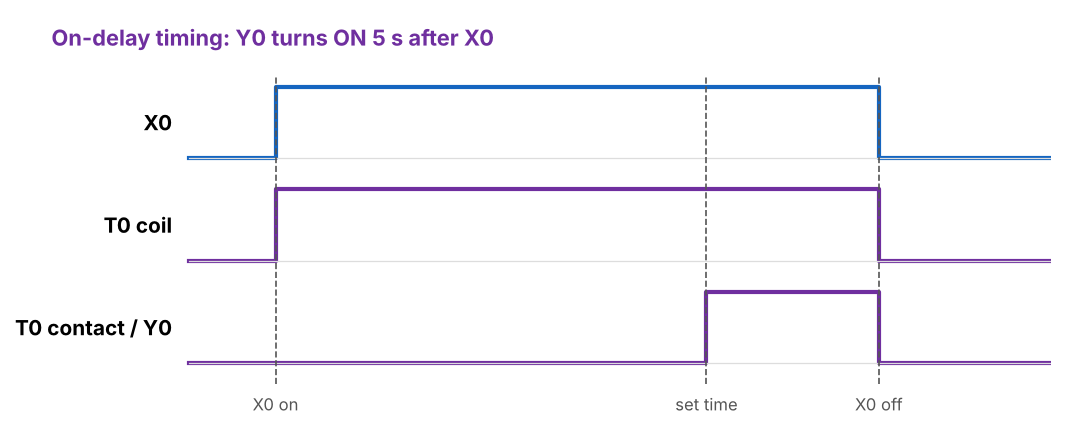 On-delay timing: Y0 turns ON 5 s after X0
X0
T0 coil
T0 contact / Y0
X0 on
set time
X0 off